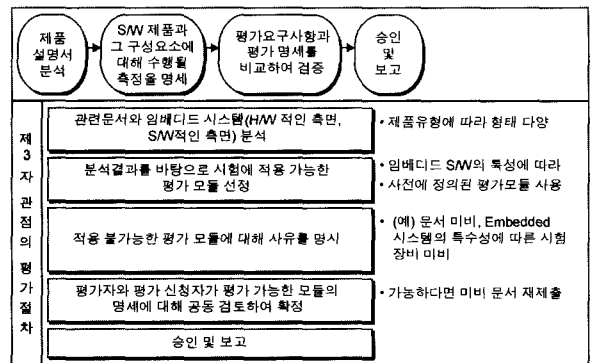 제품
설명서
분석
S/W 제품과
그 구성요소에
대해 수행될
측정을 명세
평가요구사항과
평가 명세를
비교하여 검증
승인
및
보고
제
3
자
관
점
의
평
가
절
차
관련문서와 임베디드 시스템(H/W 적인 측면,
S/W적인 측면) 분석
• 제품유형에 따라 형태 다양
분석결과를 바탕으로 시험에 적용 가능한
평가 모듈 선정
• 임베디드 S/W의 특성에 따라
• 사전에 정의된 평가모듈 사용
적용 불가능한 평가 모듈에 대해 사유를 명시
• (예) 문서 미비, Embedded
시스템의 특수성에 따른 시험
장비 미비
평가자와 평가 신청자가 평가 가능한 모듈의
명세에 대해 공동 검토하여 확정
• 가능하다면 미비 문서 재제출
승인 및 보고